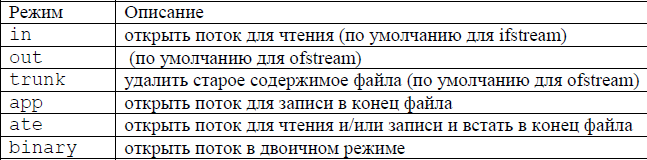 Режим Описание
in открыть поток для чтения (по умолчанию для ifstream)
out (по умолчанию для ofstream)
trunk удалить старое содержимое файла (по умолчанию для ofstream)
app открыть поток для записи в конец файла
ate открыть поток для чтения и/или записи и встать в конец файла
binary открыть поток в двоичном режиме